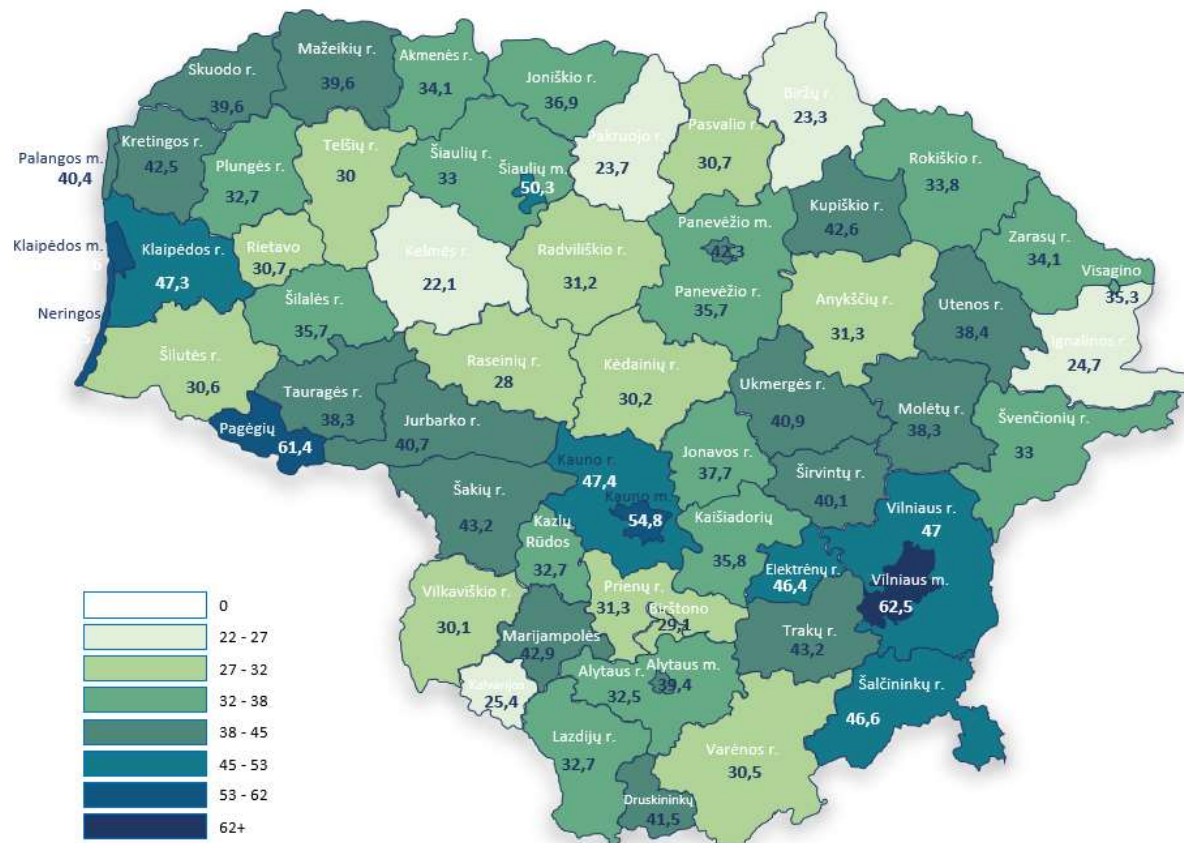 Mažeikių r.
39,6
Skuodo r.
39,6
Akmenės r.
34,1
Joniškio r.
36,9
Biržų r.
23,3
Pakruojo r.
23,7
Pasvalio r.
30,7
Kretingos r.
42,5
Palangos m.
40,4
Plungės r.
32,7
Telšių r.
30
Šiaulių r.
33
Šiaulių m.
50,3
Rokiškio r.
33,8
Kupiškio r.
42,6
Panevėžio m.
42,3
Zarasų r.
34,1
Visagino
35,3
Klaipėdos m.
Klaipėdos r.
47,3
Rietavo
30,7
Kelmės r.
22,1
Radviliškio r.
31,2
Panevėžio r.
35,7
Anykščių r.
31,3
Utenos r.
38,4
Ignalinos r.
24,7
Neringos
Šilalės r.
35,7
Šilutės r.
30,6
Raseinių r.
28
Kėdainių r.
30,2
Ukmergės r.
40,9
Molėtų r.
38,3
Švenčionių r.
33
Tauragės r.
38,3
Pagėgių
61,4
Jurbarko r.
40,7
Jonavos r.
37,7
Širvintų r.
40,1
Kauno r.
47,4
Kauno m.
54,8
Šakių r.
43,2
Kazlų
Rūdos
32,7
Kaišiadorių
35,8
Vilniaus r.
47
Elektrėnų r.
46,4
Vilniaus m.
62,5
Vilkaviškio r.
30,1
Prienų r.
31,3
Birštono
29,1
Marijampolės
42,9
Trakų r.
43,2
Kalvarijos
25,4
Alytaus r.
32,5
Alytaus m.
39,4
Šalčininkų r.
46,6
Lazdijų r.
32,7
Varėnos r.
30,5
Druskininkų
41,5
0
22 - 27
27 - 32
32 - 38
38 - 45
45 - 53
53 - 62
62+